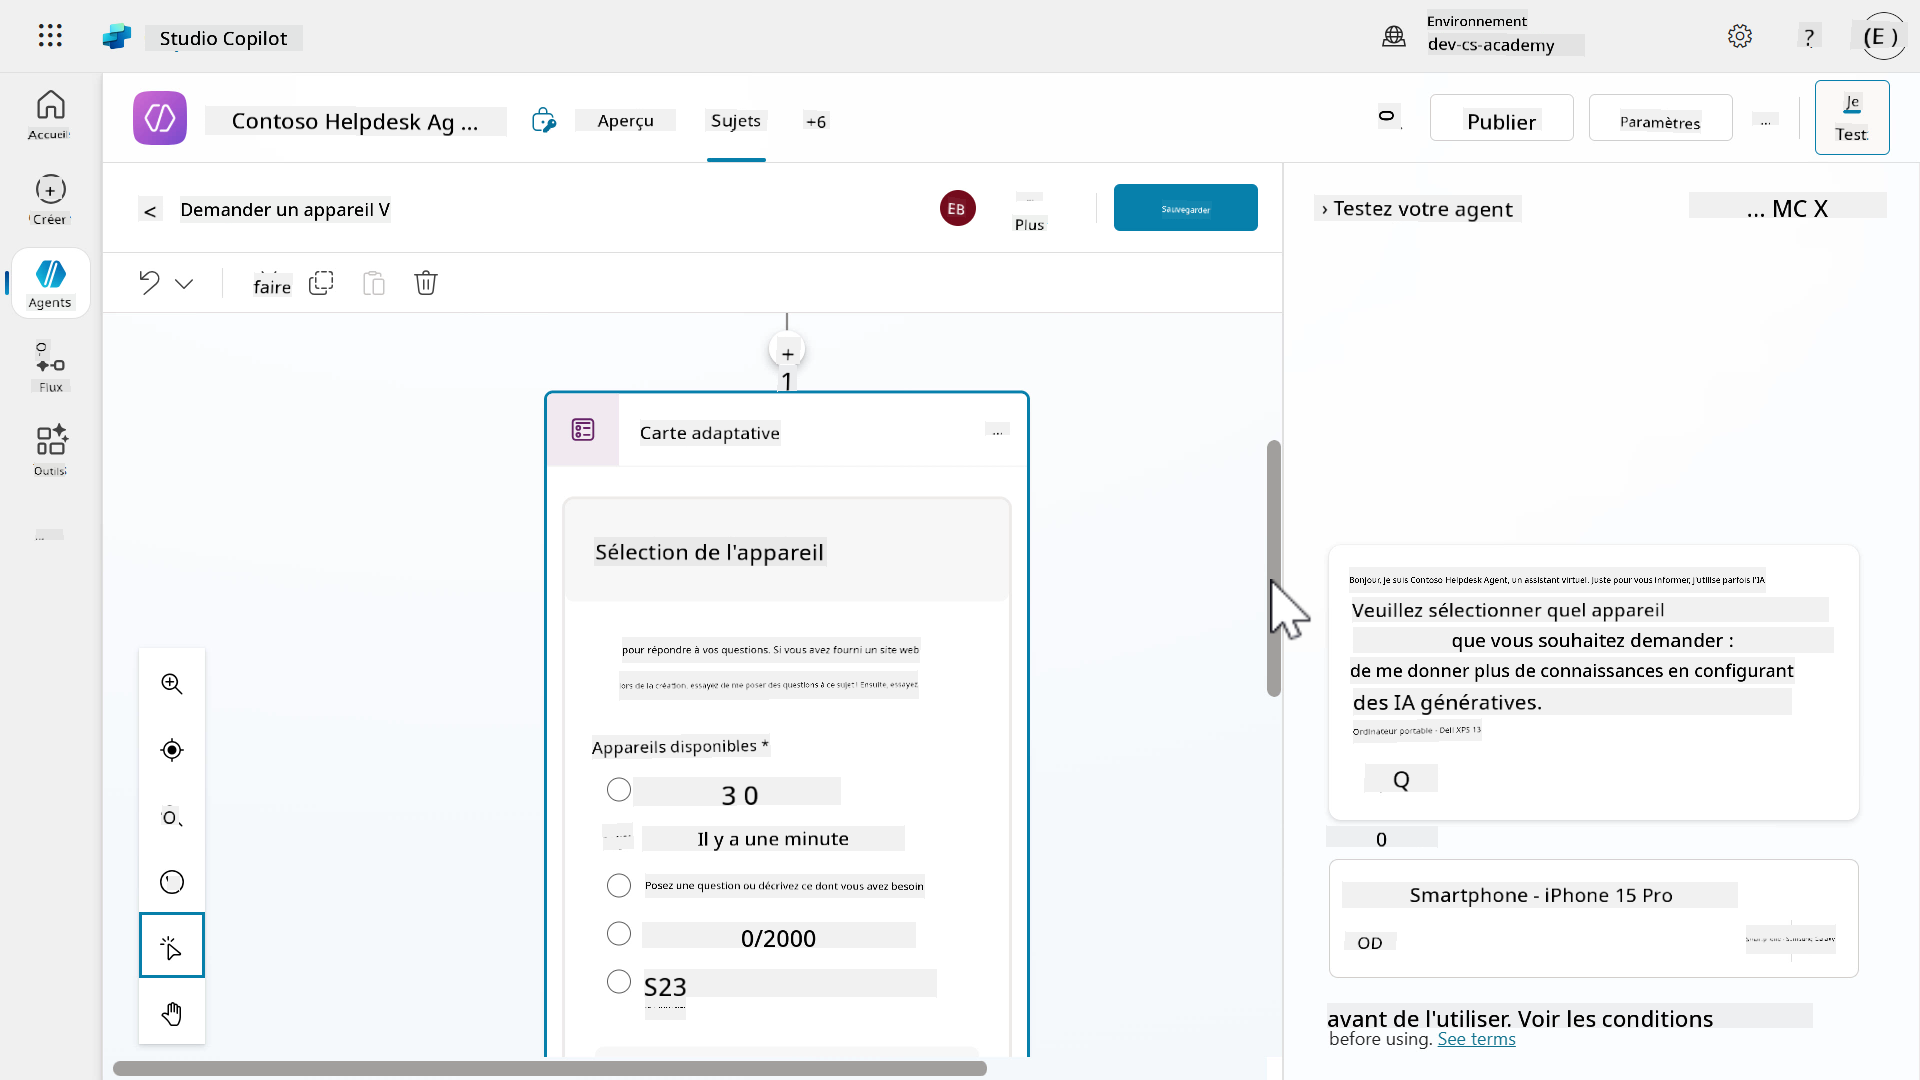 Studio Copilot
Environnement
dev-cs-academy
?
(E )
Accueil
Créer
Agents
Flux
Outils
Contoso Helpdesk Ag ...
Aperçu
Sujets
+6
Publier
Paramètres
...
Je
Test
<
Demander un appareil V
EB
...
Plus
Sauvegarder
faire
+
1
Carte adaptative
...
Sélection de l'appareil
pour répondre à vos questions. Si vous avez fourni un site web
lors de la création, essayez de me poser des questions à ce sujet ! Ensuite, essayez
Appareils disponibles *
3 0
Il y a une minute
Posez une question ou décrivez ce dont vous avez besoin
0/2000
S23
› Testez votre agent
... MC X
Bonjour, je suis Contoso Helpdesk Agent, un assistant virtuel. Juste pour vous informer, j'utilise parfois l'IA
Veuillez sélectionner quel appareil
que vous souhaitez demander :
de me donner plus de connaissances en configurant
des IA génératives.
Ordinateur portable - Dell XPS 13
Q
0
Smartphone - iPhone 15 Pro
OD
Smartphone - Samsung Galaxy
avant de l'utiliser. Voir les conditions
before using. See terms